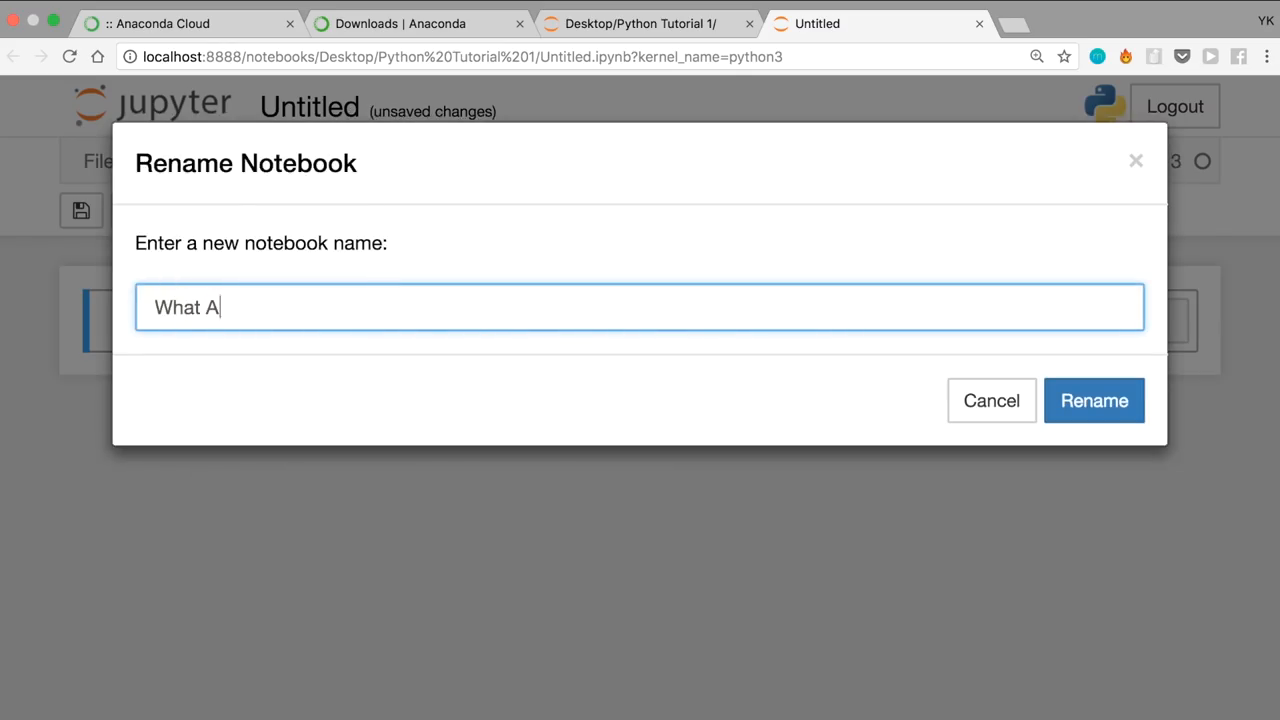 :: Anaconda Cloud
Downloads | Anaconda
Desktop/Python Tutorial 1/
Untitled
YK
localhost:8888/notebooks/Desktop/Python%20Tutorial%201/Untitled.ipynb?kernel_name=python3
jupyter Untitled (unsaved changes)
Logout
File
3
Rename Notebook
Enter a new notebook name:
What A
Cancel
Rename